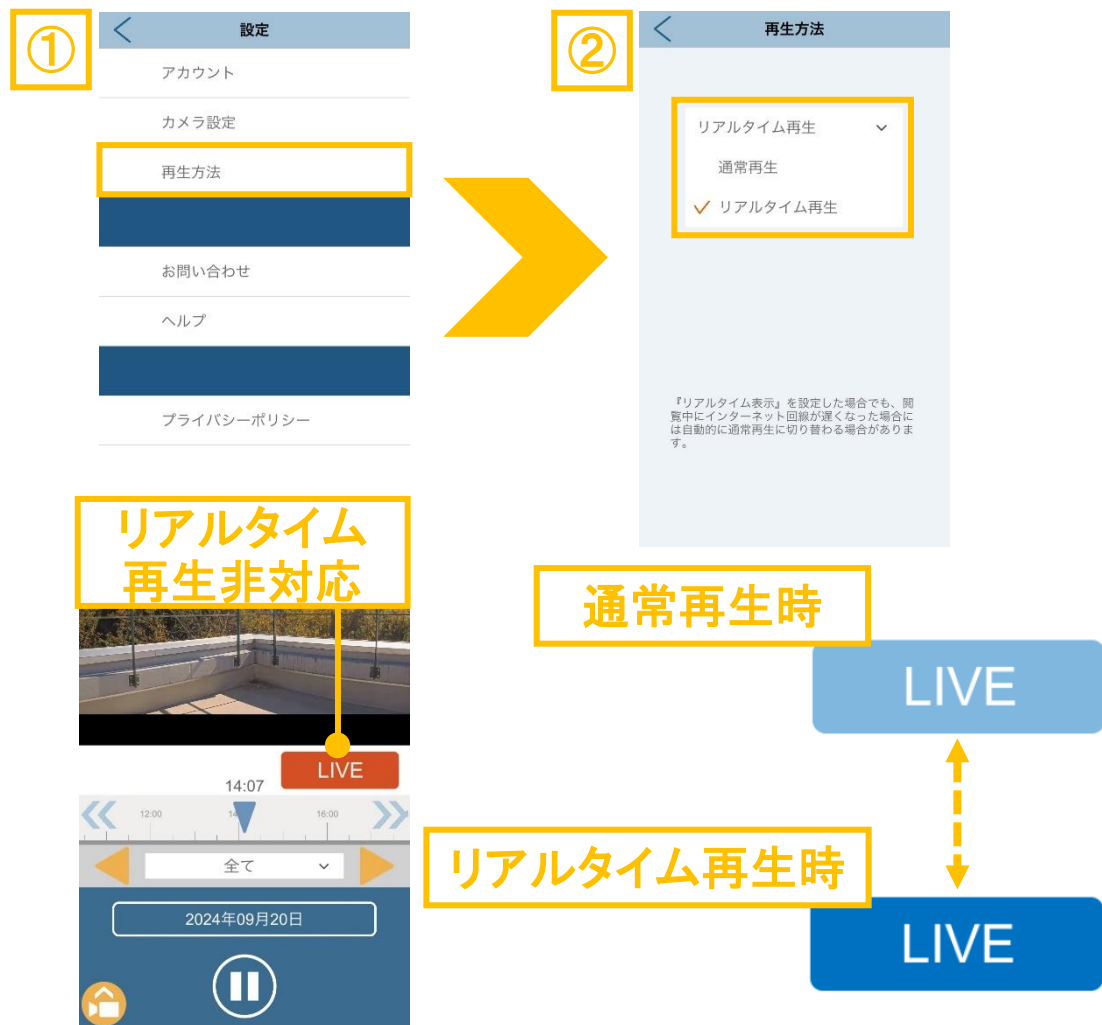 ①
設定
アカウント
カメラ設定
再生方法
お問い合わせ
ヘルプ
プライバシーポリシー
②
再生方法
リアルタイム再生
通常再生
リアルタイム再生
『リアルタイム表示』を設定した場合でも、閲
覧中にインターネット回線が遅くなった場合に
は自動的に通常再生に切り替わる場合がありま
す。
リアルタイム
再生非対応
LIVE
14:07
12:00
16:00
全て
2024年09月20日
通常再生時
LIVE
リアルタイム再生時
LIVE